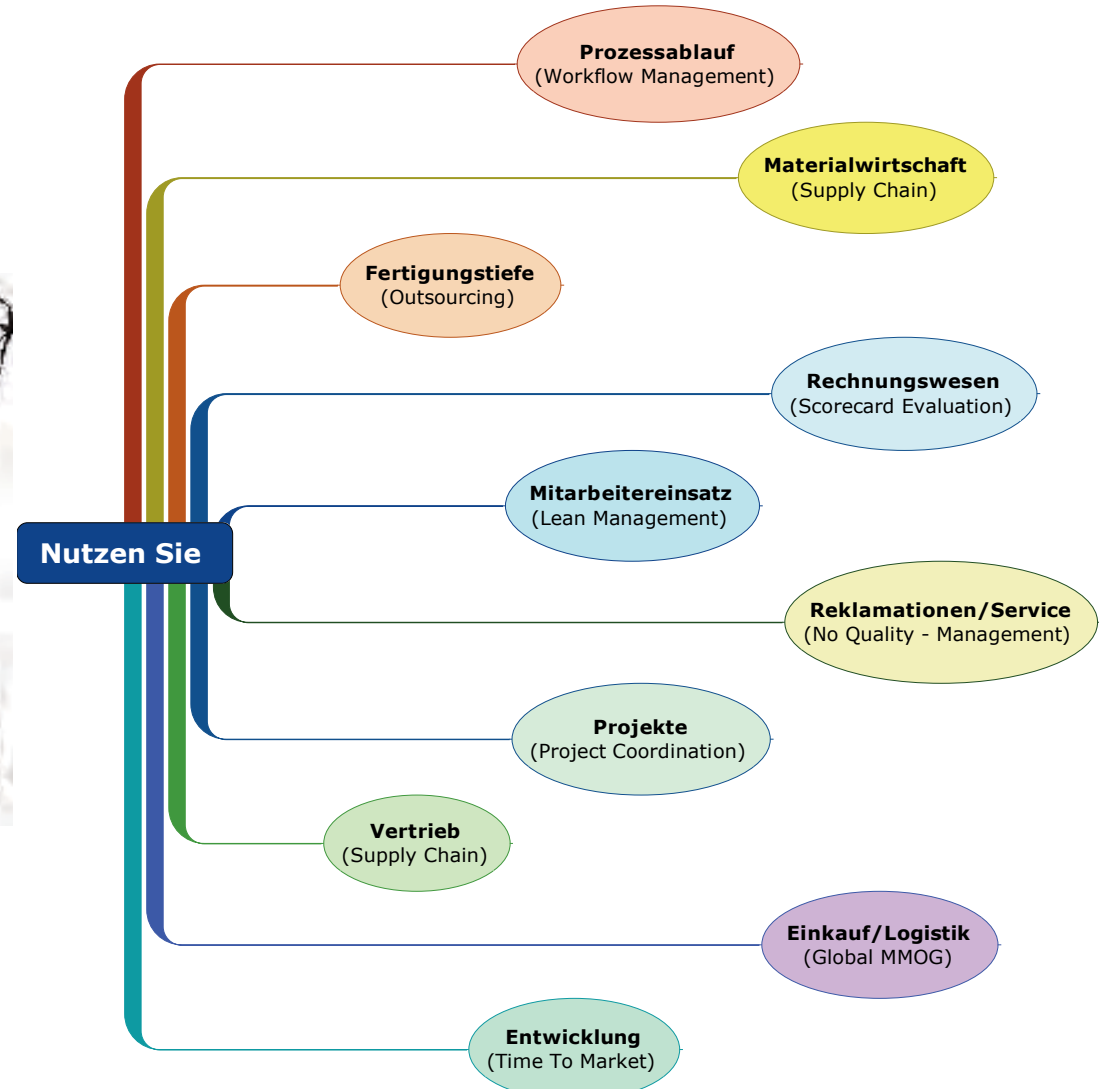 Prozessablauf
(Workflow Management)
Materialwirtschaft
(Supply Chain)
Fertigungstiefe
(Outsourcing)
Rechnungswesen
(Scorecard Evaluation)
Mitarbeitereinsatz
(Lean Management)
Nutzen Sie
Reklamationen/Service
(No Quality - Management)
Projekte
(Project Coordination)
Vertrieb
(Supply Chain)
Einkauf/Logistik
(Global MMOG)
Entwicklung
(Time To Market)